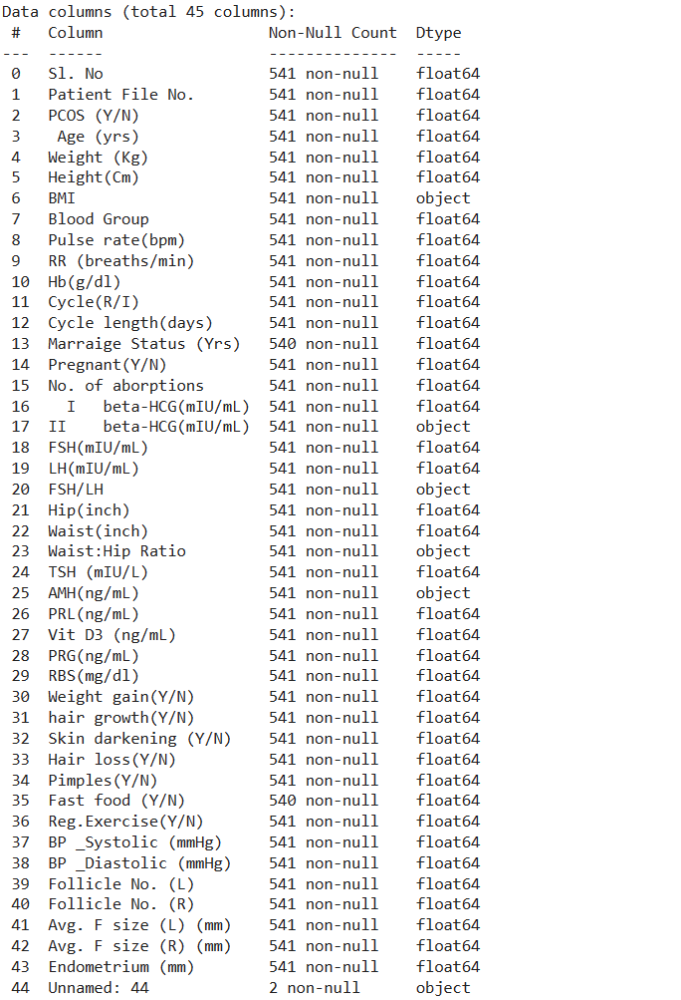 Data columns (total 45 columns):
 #   Column                  Non-Null Count  Dtype
---  ------                  --------------  -----
 0   Sl. No                  541 non-null    float64
 1   Patient File No.        541 non-null    float64
 2   PCOS (Y/N)              541 non-null    float64
 3    Age (yrs)              541 non-null    float64
 4   Weight (Kg)             541 non-null    float64
 5   Height(Cm)              541 non-null    float64
 6   BMI                     541 non-null    object
 7   Blood Group             541 non-null    float64
 8   Pulse rate(bpm)         541 non-null    float64
 9   RR (breaths/min)        541 non-null    float64
 10  Hb(g/dl)                541 non-null    float64
 11  Cycle(R/I)              541 non-null    float64
 12  Cycle length(days)      541 non-null    float64
 13  Marraige Status (Yrs)   540 non-null    float64
 14  Pregnant(Y/N)           541 non-null    float64
 15  No. of aborptions       541 non-null    float64
 16    I   beta-HCG(mIU/mL)  541 non-null    float64
 17  II    beta-HCG(mIU/mL)  541 non-null    object
 18  FSH(mIU/mL)             541 non-null    float64
 19  LH(mIU/mL)              541 non-null    float64
 20  FSH/LH                  541 non-null    object
 21  Hip(inch)               541 non-null    float64
 22  Waist(inch)             541 non-null    float64
 23  Waist:Hip Ratio         541 non-null    object
 24  TSH (mIU/L)             541 non-null    float64
 25  AMH(ng/mL)              541 non-null    object
 26  PRL(ng/mL)              541 non-null    float64
 27  Vit D3 (ng/mL)          541 non-null    float64
 28  PRG(ng/mL)              541 non-null    float64
 29  RBS(mg/dl)              541 non-null    float64
 30  Weight gain(Y/N)        541 non-null    float64
 31  hair growth(Y/N)        541 non-null    float64
 32  Skin darkening (Y/N)    541 non-null    float64
 33  Hair loss(Y/N)          541 non-null    float64
 34  Pimples(Y/N)            541 non-null    float64
 35  Fast food (Y/N)         540 non-null    float64
 36  Reg.Exercise(Y/N)       541 non-null    float64
 37  BP _Systolic (mmHg)     541 non-null    float64
 38  BP _Diastolic (mmHg)    541 non-null    float64
 39  Follicle No. (L)        541 non-null    float64
 40  Follicle No. (R)        541 non-null    float64
 41  Avg. F size (L) (mm)    541 non-null    float64
 42  Avg. F size (R) (mm)    541 non-null    float64
 43  Endometrium (mm)        541 non-null    float64
 44  Unnamed: 44             2 non-null      object